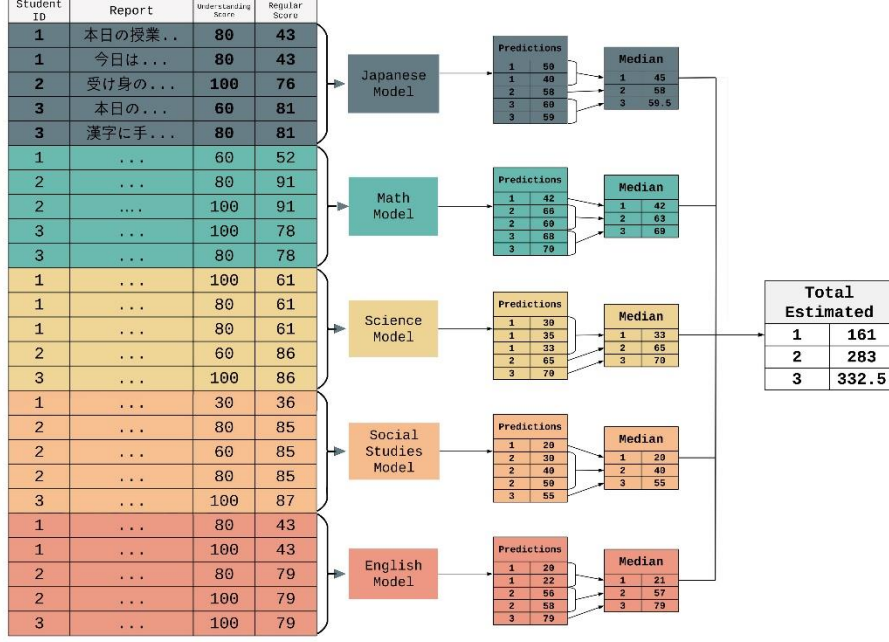 Student ID Report Understanding Score Regular Score
1 本日の授業.. 80 43
1 今日は... 80 43
2 受け身の... 100 76
3 本日の... 60 81
3 漢字に手... 80 81
1 ... 60 52
2 ... 80 91
2 .... 100 91
3 ... 100 78
3 ... 80 78
1 ... 100 61
1 ... 80 61
1 ... 80 61
2 ... 60 86
3 ... 100 86
1 ... 30 36
2 ... 80 85
2 ... 60 85
2 ... 80 85
3 ... 100 87
1 ... 80 43
1 ... 100 43
2 ... 80 79
2 ... 100 79
3 ... 100 79
Japanese
Model
Predictions
1 50
1 40
2 58
3 60
3 59
Median
1 45
2 58
3 59.5
Math
Model
Predictions
1 42
2 66
2 60
3 68
3 70
Median
1 42
2 63
3 69
Science
Model
Predictions
1 30
1 35
1 33
2 65
3 70
Median
1 33
2 65
3 70
Social
Studies
Model
Predictions
1 20
2 30
2 40
2 50
3 55
Median
1 20
2 40
3 55
English
Model
Predictions
1 20
1 22
2 56
2 58
3 79
Median
1 21
2 57
3 79
Total
Estimated
1 161
2 283
3 332.5